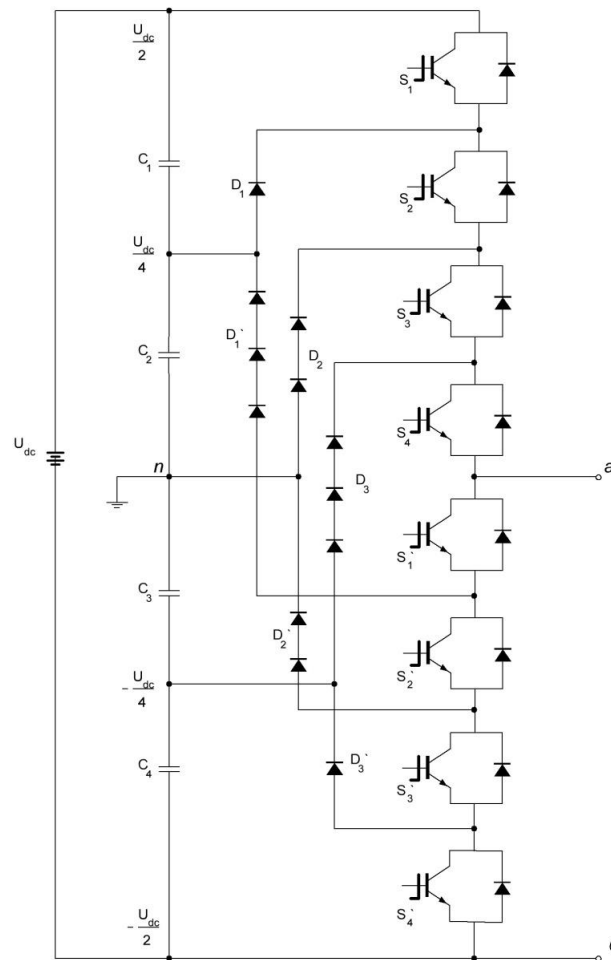 U_dc/2
S_1
C_1
D_1
S_2
U_dc/4
S_3
D_1`
D_2
C_2
S_4
U_dc
n
D_3
a
S_1`
C_3
D_2`
S_2`
-U_dc/4
C_4
D_3`
S_3`
S_4`
-U_dc/2